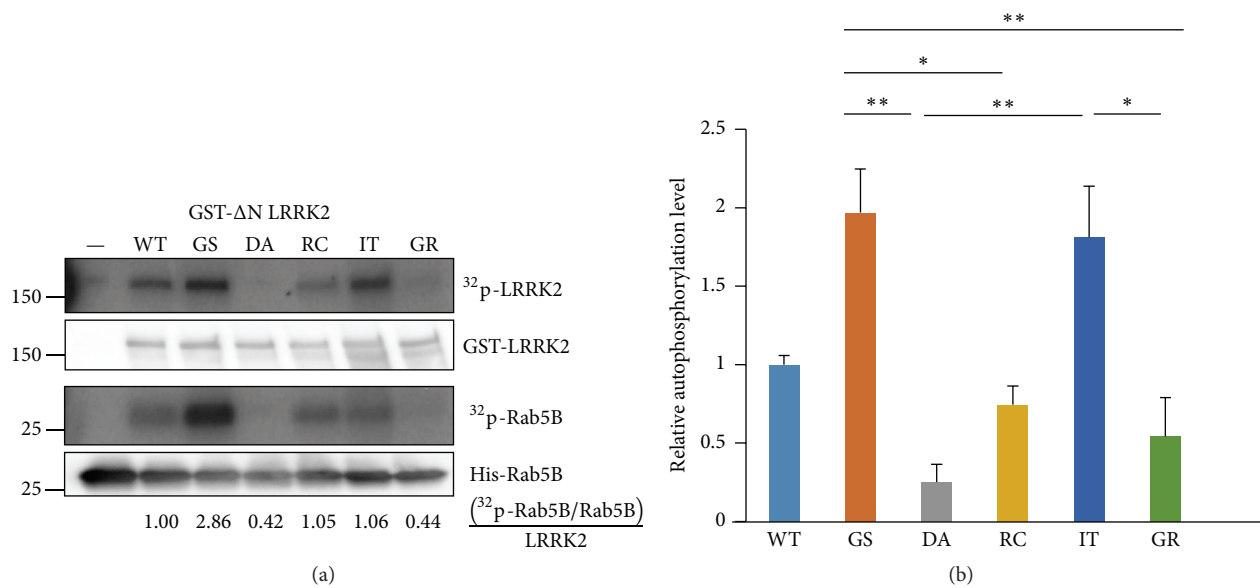 GST-ΔN LRRK2
— WT GS DA RC IT GR
150 ³²p-LRRK2
150 GST-LRRK2
25 ³²p-Rab5B
25 His-Rab5B
1.00 2.86 0.42 1.05 1.06 0.44 (³²p-Rab5B/Rab5B)
LRRK2
(a)
**
*
** ** *
Relative autophosphorylation level
2.5
2
1.5
1
0.5
0
WT GS DA RC IT GR
(b)